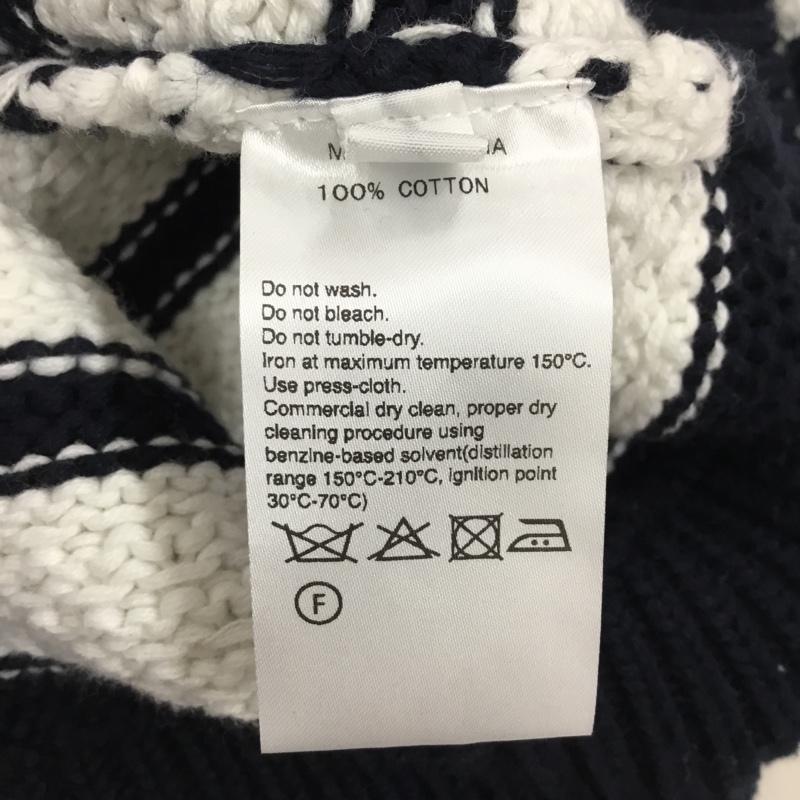 100% COTTON
Do not wash.
Do not bleach.
Do not tumble-dry.
Iron at maximum temperature 150°C.
Use press-cloth.
Commercial dry clean, proper dry
cleaning procedure using
benzine-based solvent(distillation
range 150°C-210°C, ignition point
30°C-70°C)
F